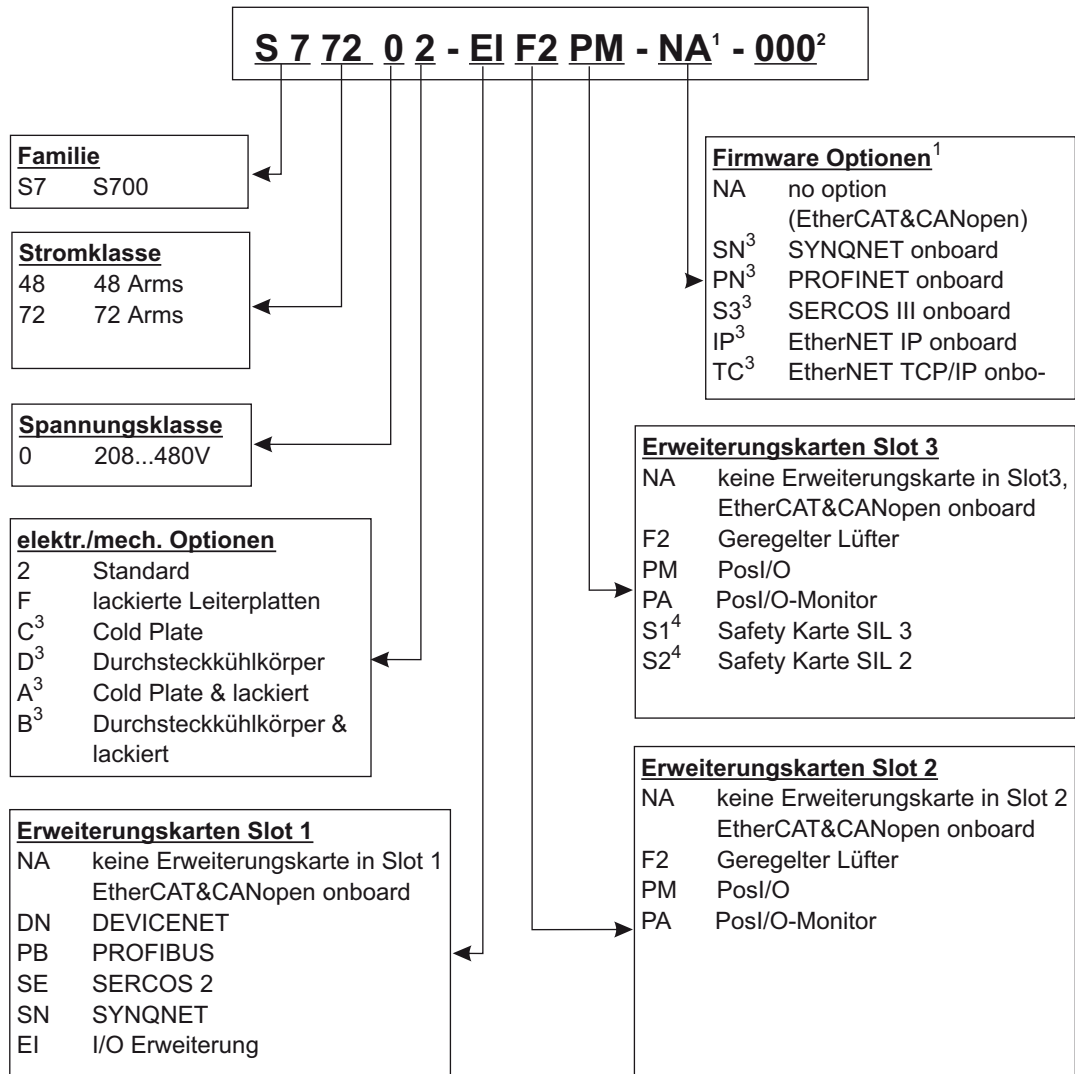 S 7 72 0 2 - EI F2 PM - NA¹ - 000²
Familie
S7 S700
Stromklasse
48 48 Arms
72 72 Arms
Spannungsklasse
0 208...480V
elektr./mech. Optionen
2 Standard
F lackierte Leiterplatten
C³ Cold Plate
D³ Durchsteckkühlkörper
A³ Cold Plate & lackiert
B³ Durchsteckkühlkörper &
lackiert
Erweiterungskarten Slot 1
NA keine Erweiterungskarte in Slot 1
EtherCAT&CANopen onboard
DN DEVICENET
PB PROFIBUS
SE SERCOS 2
SN SYNQNET
EI I/O Erweiterung
Firmware Optionen¹
NA no option
(EtherCAT&CANopen)
SN³ SYNQNET onboard
PN³ PROFINET onboard
S3³ SERCOS III onboard
IP³ EtherNET IP onboard
TC³ EtherNET TCP/IP onbo-
Erweiterungskarten Slot 3
NA keine Erweiterungskarte in Slot3,
EtherCAT&CANopen onboard
F2 Geregelter Lüfter
PM PosI/O
PA PosI/O-Monitor
S1⁴ Safety Karte SIL 3
S2⁴ Safety Karte SIL 2
Erweiterungskarten Slot 2
NA keine Erweiterungskarte in Slot 2
EtherCAT&CANopen onboard
F2 Geregelter Lüfter
PM PosI/O
PA PosI/O-Monitor